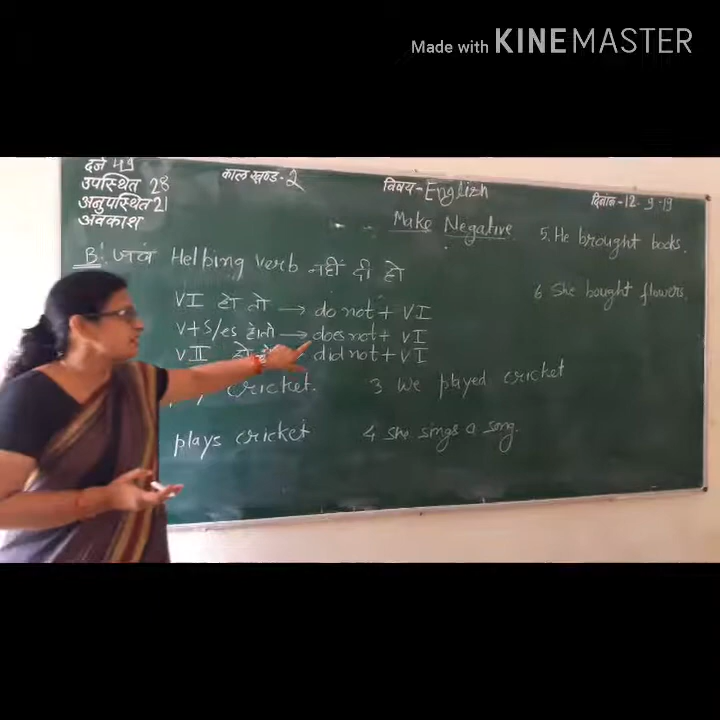 Made with KINEMASTER
दर्ज 49
उपस्थित 28
अनुपस्थित 21
अवकाश
काल खण्ड - 2
विषय - English
दिनांक - 12.9.19
Make Negative
B. जब Helping verb नहीं दी हो
VI हो तो → do not + VI
V+S/es हो तो → does not + VI
VII → did not + VI
cricket.
plays cricket
3 We played cricket
4 She sings a song.
5. He brought books.
6 She bought flowers.